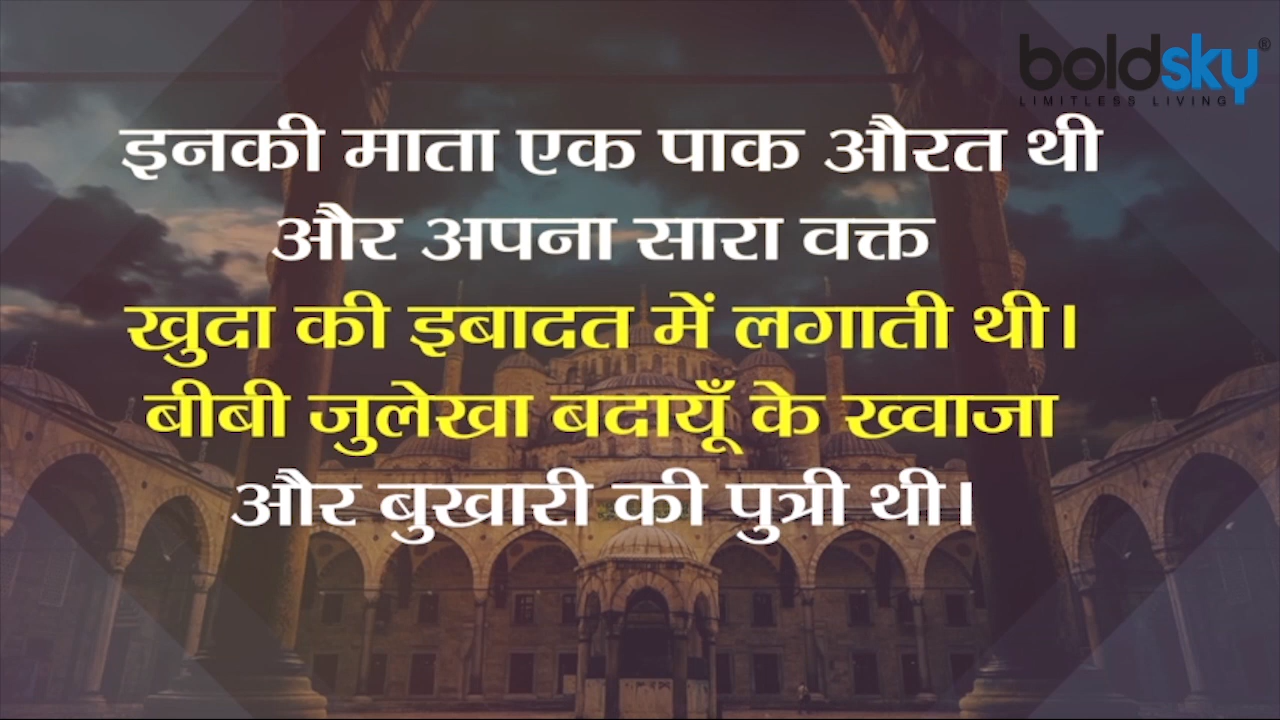 boldsky®
LIMITLESS LIVING
इनकी माता एक पाक औरत थी
और अपना सारा वक्त
खुदा की इबादत में लगाती थी।
बीबी जुलेखा बदायूँ के ख्वाजा
और बुखारी की पुत्री थी।